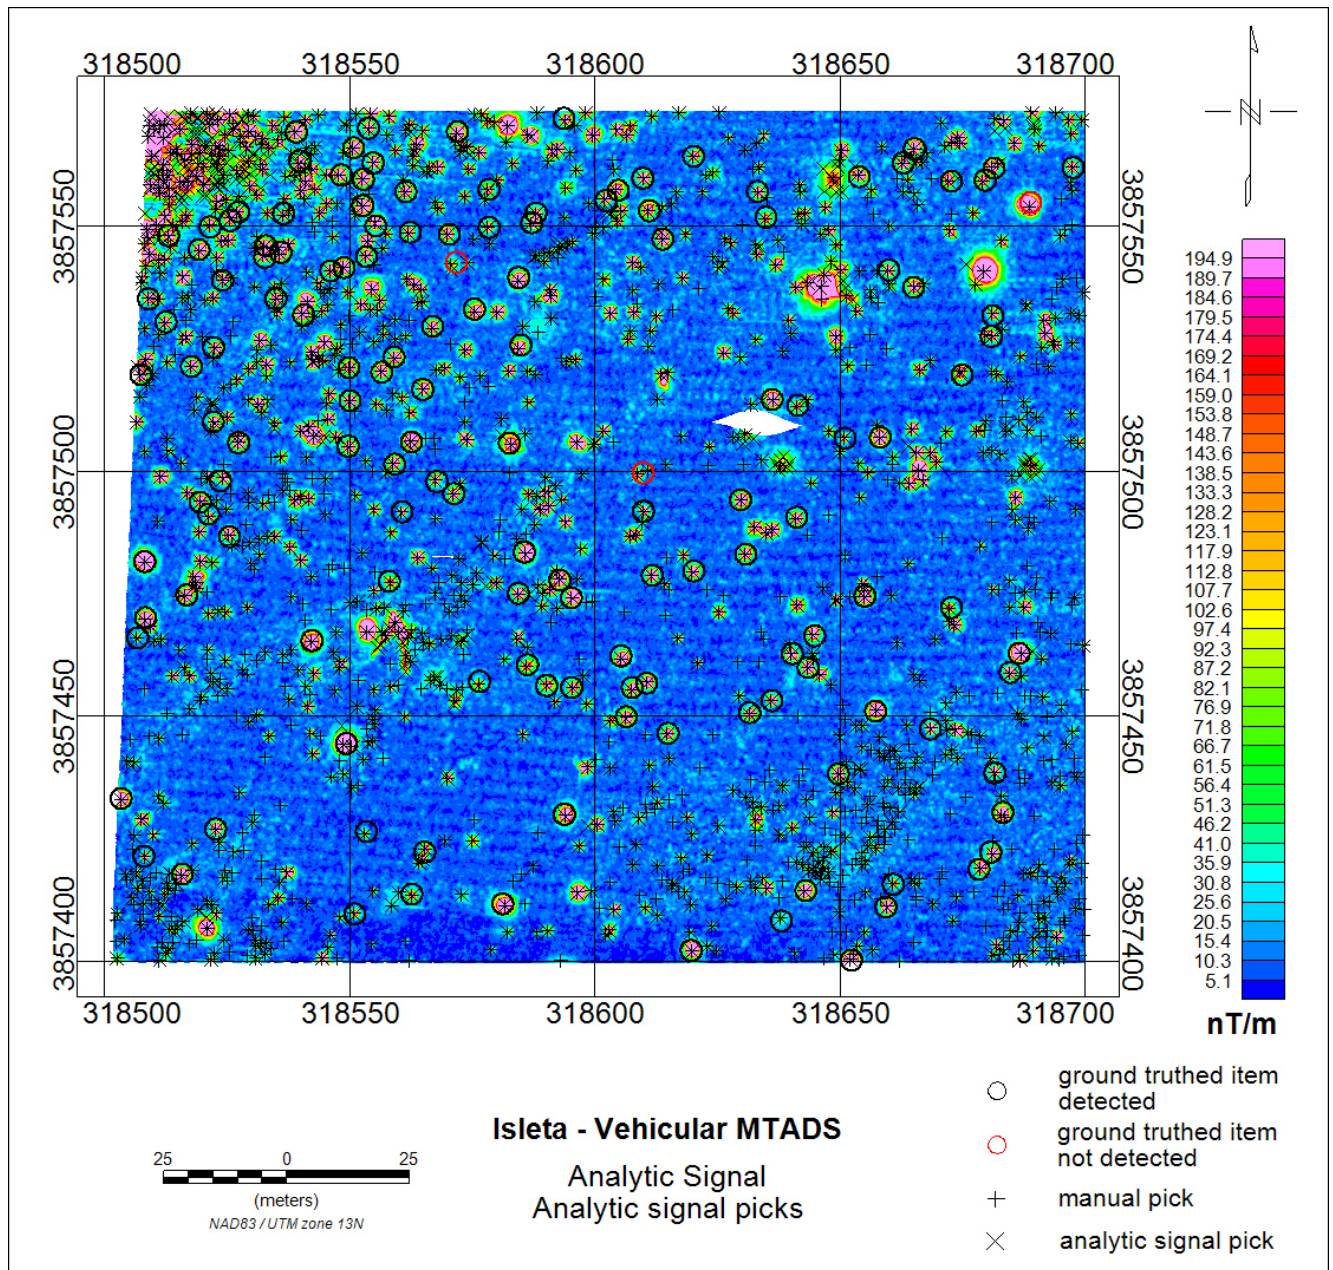 318500 318550 318600 318650 318700
3857550
3857500
3857450
3857400
3857550
3857500
3857450
3857400
318500 318550 318600 318650 318700
N
194.9
189.7
184.6
179.5
174.4
169.2
164.1
159.0
153.8
148.7
143.6
138.5
133.3
128.2
123.1
117.9
112.8
107.7
102.6
97.4
92.3
87.2
82.1
76.9
71.8
66.7
61.5
56.4
51.3
46.2
41.0
35.9
30.8
25.6
20.5
15.4
10.3
5.1
nT/m
ground truthed item
detected
ground truthed item
not detected
manual pick
analytic signal pick
Isleta - Vehicular MTADS
Analytic Signal
Analytic signal picks
25 0 25
(meters)
NAD83 / UTM zone 13N